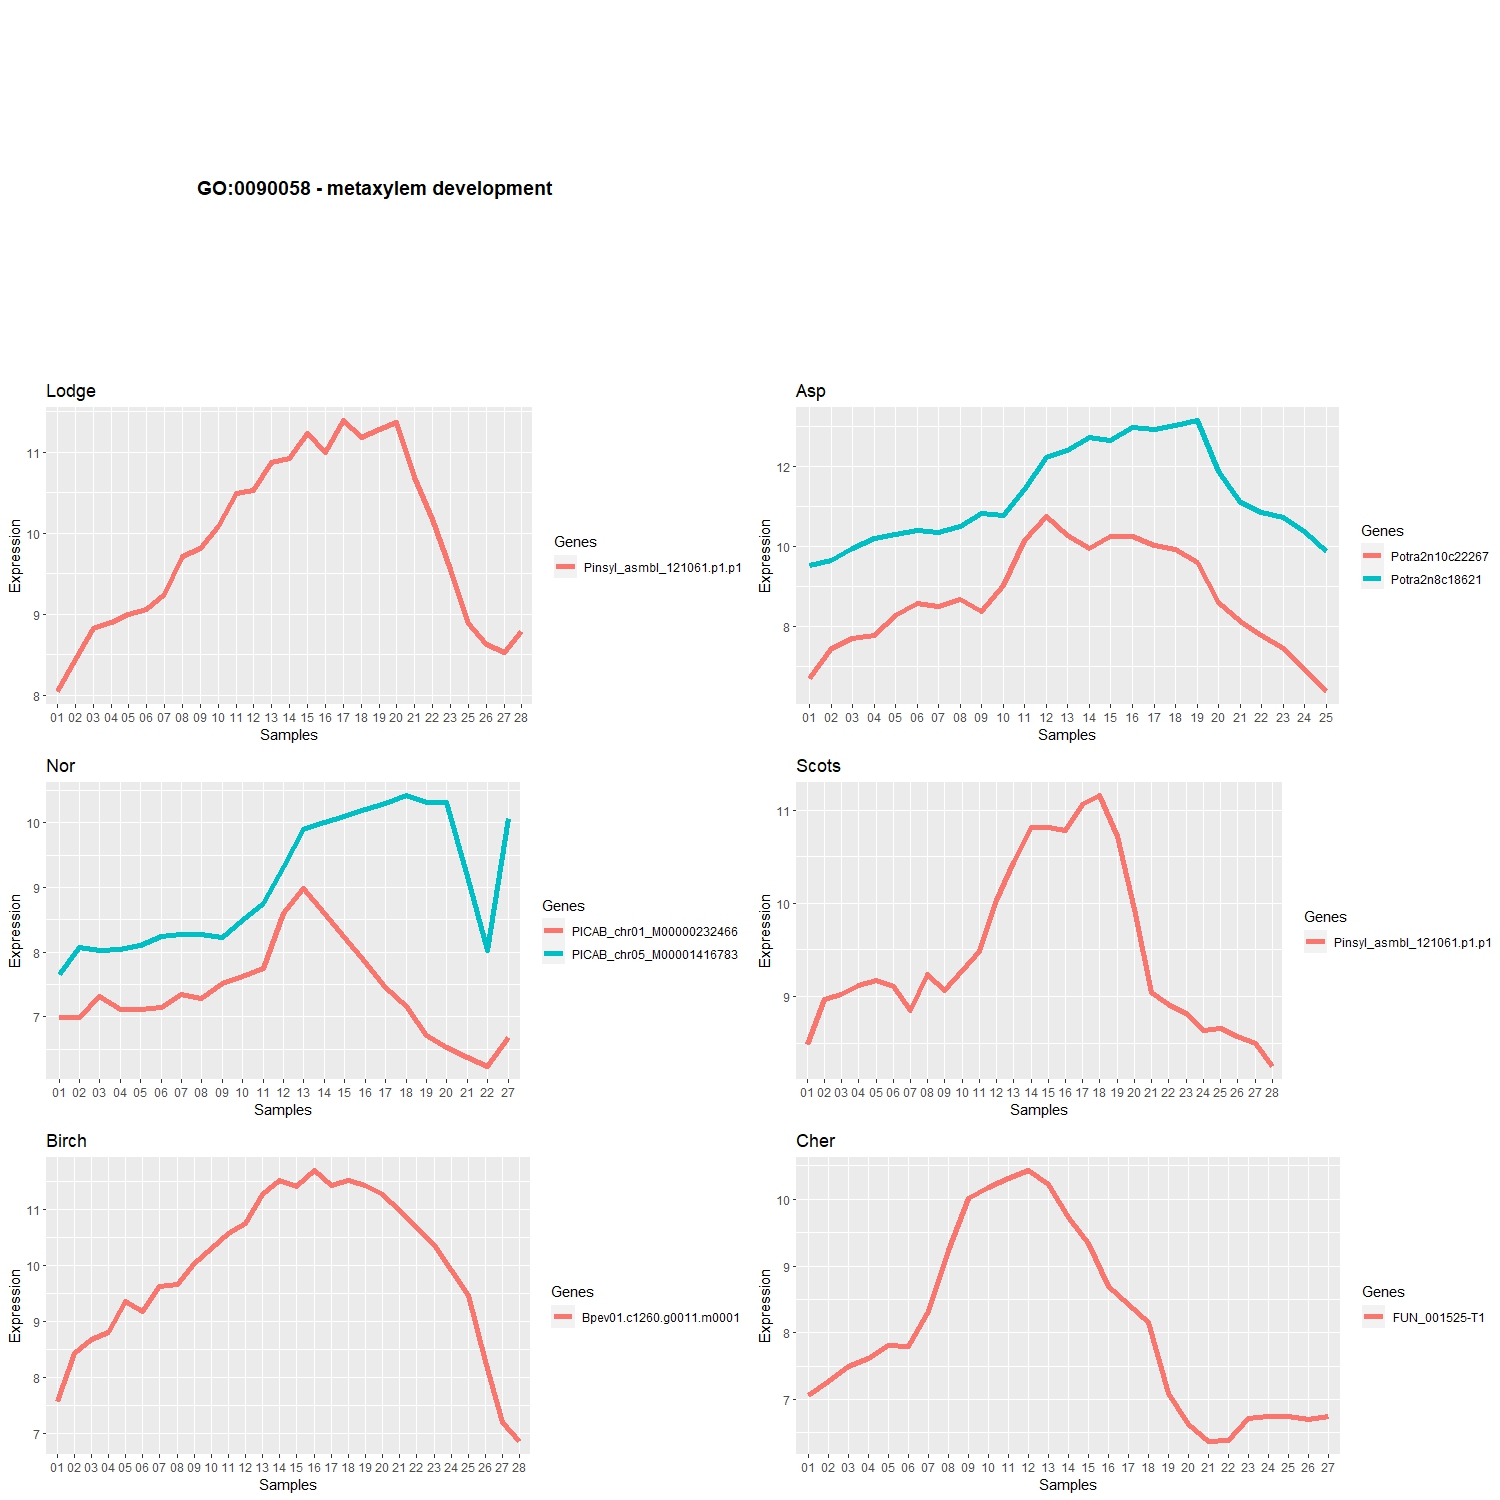 GO:0090058 - metaxylem development
Lodge
Expression
11
10
9
8
01 02 03 04 05 06 07 08 09 10 11 12 13 14 15 16 17 18 19 20 21 22 23 25 26 27 28
Samples
Genes
Pinsyl_asmbl_121061.p1.p1
Asp
Expression
12
10
8
01 02 03 04 05 06 07 08 09 10 11 12 13 14 15 16 17 18 19 20 21 22 23 24 25
Samples
Genes
Potra2n10c22267
Potra2n8c18621
Nor
Expression
10
9
8
7
01 02 03 04 05 06 07 08 09 10 11 12 13 14 15 16 17 18 19 20 21 22 27
Samples
Genes
PICAB_chr01_M00000232466
PICAB_chr05_M00001416783
Scots
Expression
11
10
9
01 02 03 04 05 06 07 08 09 10 11 12 13 14 15 16 17 18 19 20 21 22 23 24 25 26 27 28
Samples
Genes
Pinsyl_asmbl_121061.p1.p1
Birch
Expression
11
10
9
8
7
01 02 03 04 05 06 07 08 09 10 11 12 13 14 15 16 17 18 19 20 21 22 23 24 25 26 27 28
Samples
Genes
Bpev01.c1260.g0011.m0001
Cher
Expression
10
9
8
7
01 02 03 04 05 06 07 08 09 10 11 12 13 14 15 16 17 18 19 20 21 22 23 24 25 26 27
Samples
Genes
FUN_001525-T1